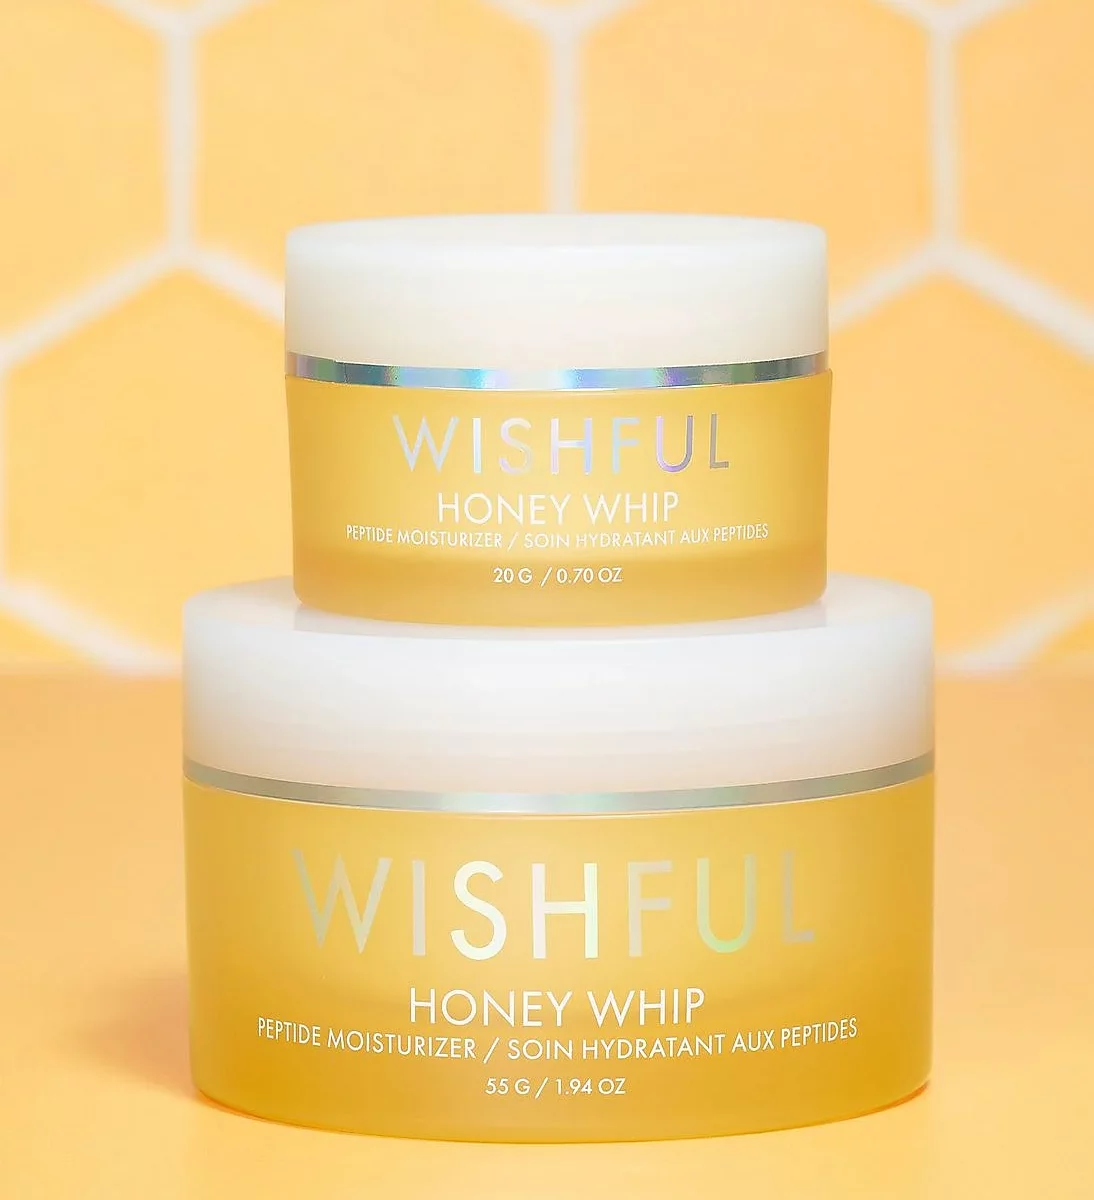 WISHFUL
HONEY WHIP
PEPTIDE MOISTURIZER / SOIN HYDRATANT AUX PEPTIDES
20 G / 0.70 OZ
WISHFUL
HONEY WHIP
PEPTIDE MOISTURIZER / SOIN HYDRATANT AUX PEPTIDES
55 G / 1.94 OZ